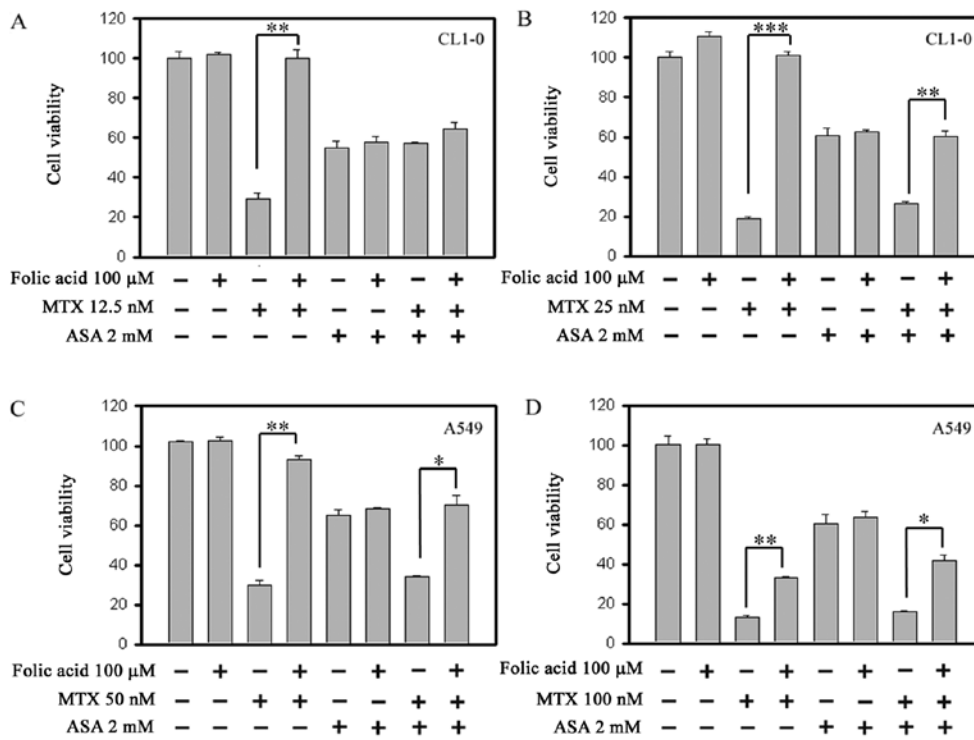 A
B
120
100
80
60
40
20
0
Cell viability
**
CL1-0
Folic acid 100 μM − + − + − + − +
MTX 12.5 nM − − + + − − + +
ASA 2 mM − − − − + + + +
120
100
80
60
40
20
0
Cell viability
***
**
CL1-0
Folic acid 100 μM − + − + − + − +
MTX 25 nM − − + + − − + +
ASA 2 mM − − − − + + + +
C
D
120
100
80
60
40
20
0
Cell viability
**
*
A549
Folic acid 100 μM − + − + − + − +
MTX 50 nM − − + + − − + +
ASA 2 mM − − − − + + + +
120
100
80
60
40
20
0
Cell viability
**
*
A549
Folic acid 100 μM − + − + − + − +
MTX 100 nM − − + + − − + +
ASA 2 mM − − − − + + + +